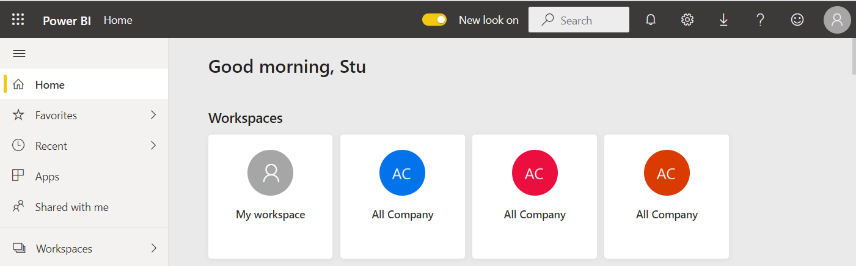 Power BI Home New look on Search ?
Good morning, Stu
Home
Favorites
Recent
Apps
Shared with me
Workspaces
Workspaces
AC AC AC
My workspace All Company All Company All Company